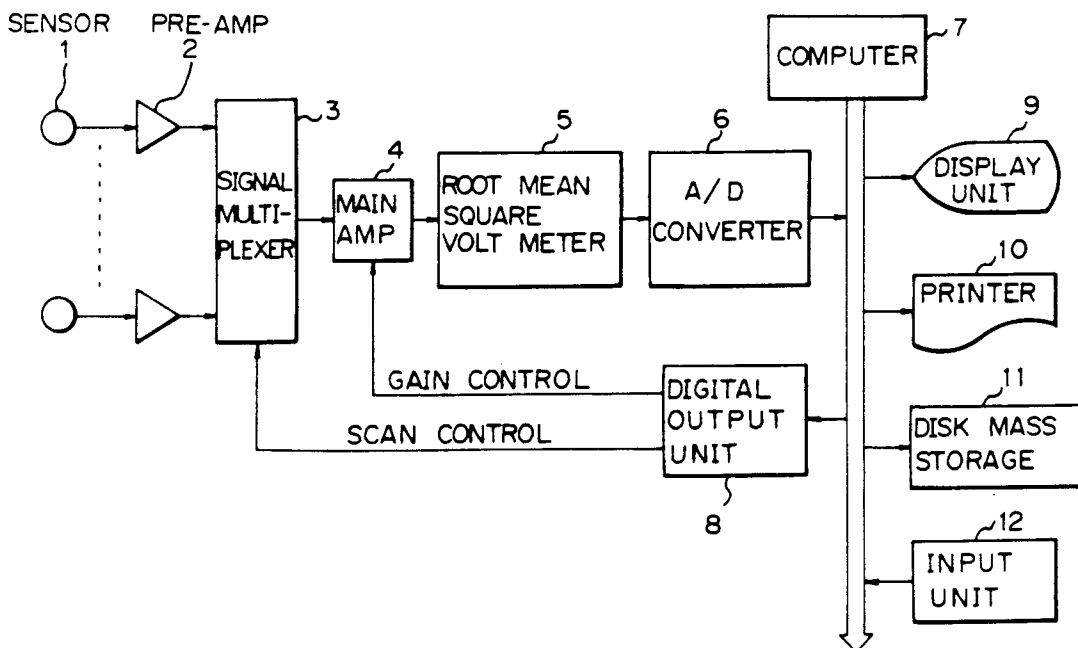 SENSOR
1
PRE-AMP
2
3
SIGNAL
MULTI-
PLEXER
4
MAIN
AMP
5
ROOT MEAN
SQUARE
VOLT METER
6
A/D
CONVERTER
COMPUTER
7
9
DISPLAY
UNIT
10
PRINTER
11
DISK MASS
STORAGE
12
INPUT
UNIT
GAIN CONTROL
SCAN CONTROL
DIGITAL
OUTPUT
UNIT
8